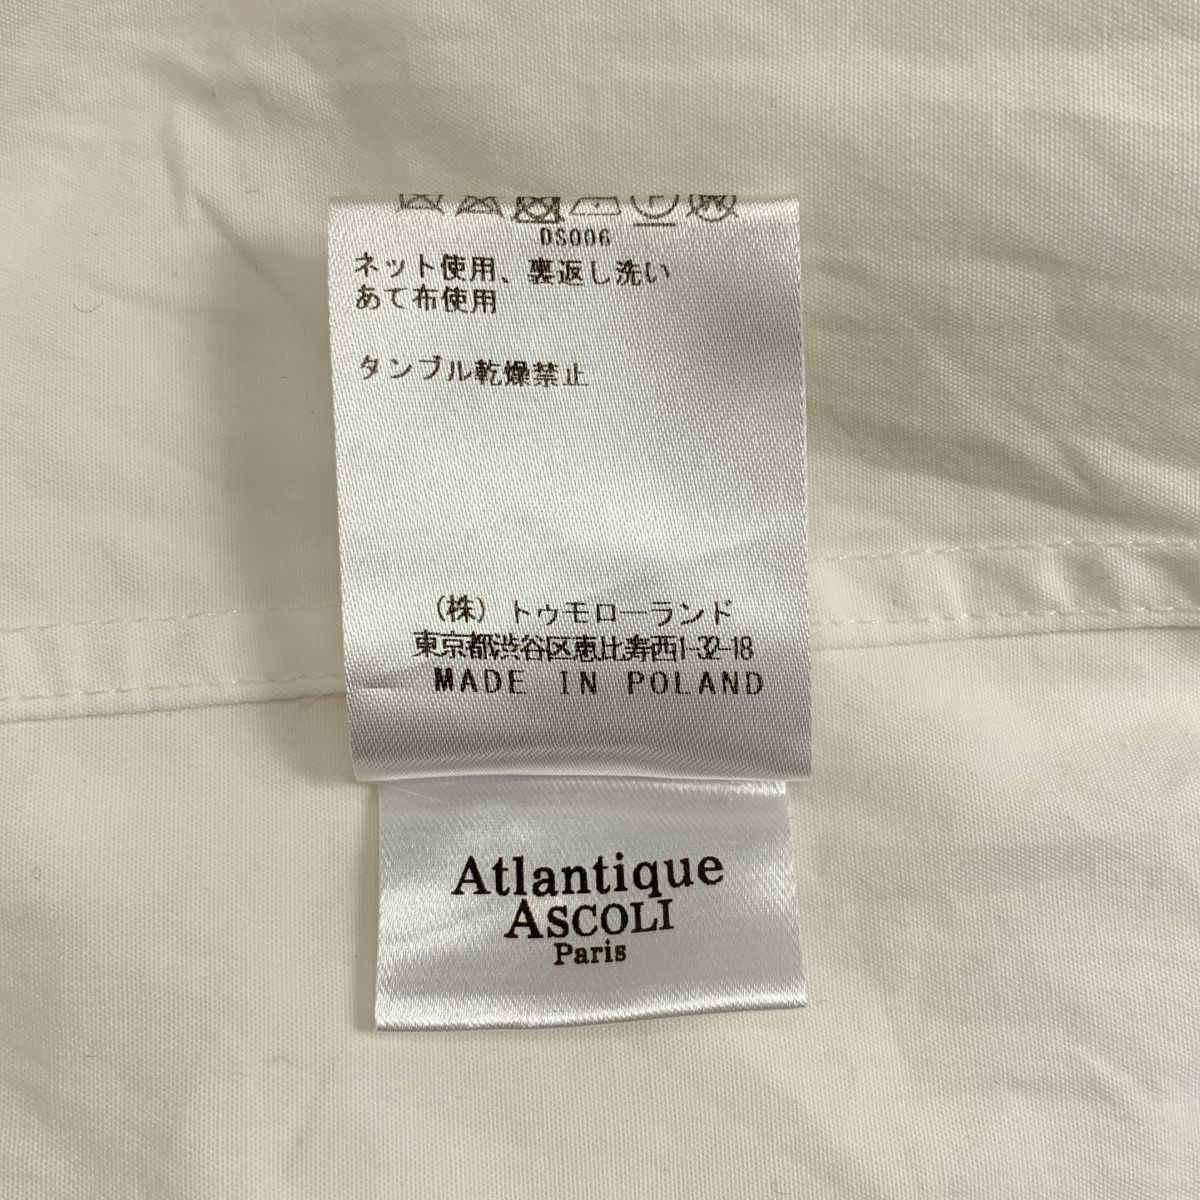 DS006
ネット使用、裏返し洗い
あて布使用
タンブル乾燥禁止
(株)トゥモローランド
東京都渋谷区恵比寿西1-32-18
MADE IN POLAND
Atlantique
ASCOLI
Paris